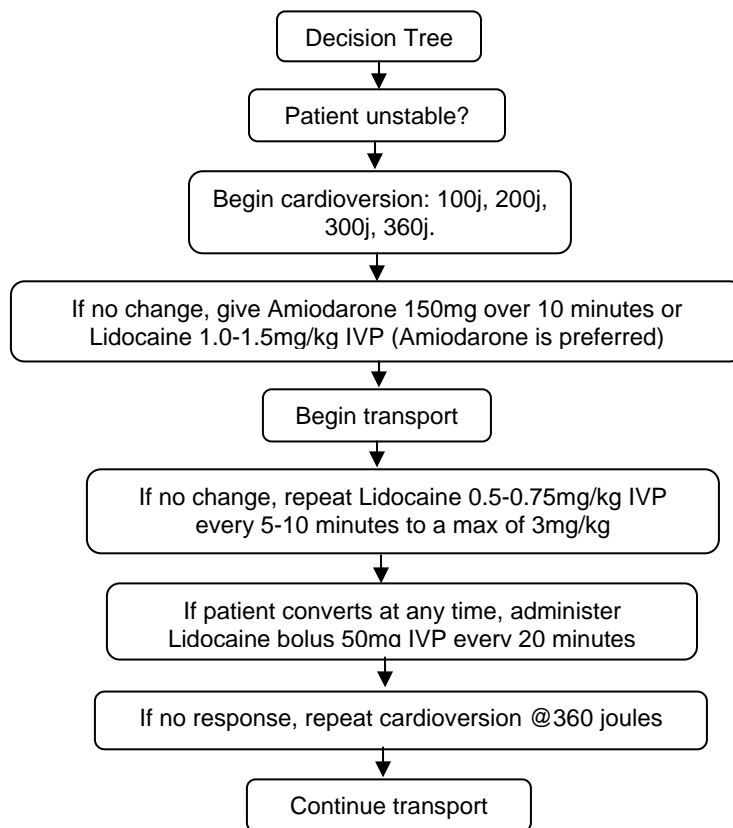 Decision Tree
Patient unstable?
Begin cardioversion: 100j, 200j,
300j, 360j.
If no change, give Amiodarone 150mg over 10 minutes or
Lidocaine 1.0-1.5mg/kg IVP (Amiodarone is preferred)
Begin transport
If no change, repeat Lidocaine 0.5-0.75mg/kg IVP
every 5-10 minutes to a max of 3mg/kg
If patient converts at any time, administer
Lidocaine bolus 50mg IVP every 20 minutes
If no response, repeat cardioversion @360 joules
Continue transport